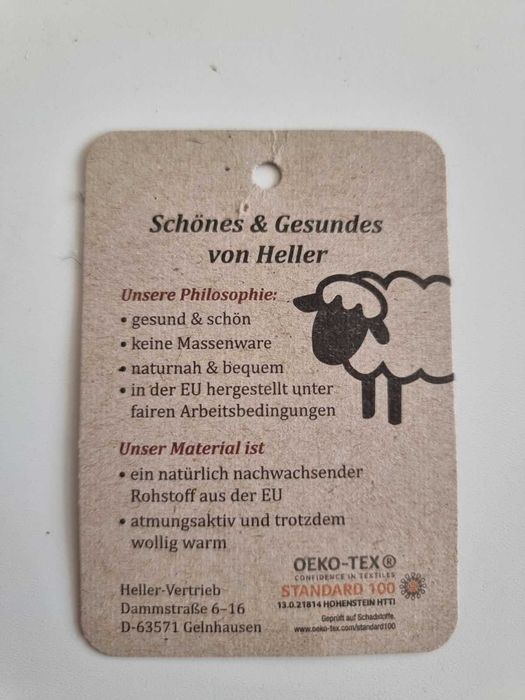 Schönes & Gesundes
von Heller
Unsere Philosophie:
• gesund & schön
• keine Massenware
• naturnah & bequem
• in der EU hergestellt unter
fairen Arbeitsbedingungen
Unser Material ist
• ein natürlich nachwachsender
Rohstoff aus der EU
• atmungsaktiv und trotzdem
wollig warm
OEKO-TEX®
CONFIDENCE IN TEXTILES
STANDARD 100
13.0.21814 HOHENSTEIN HTTI
Geprüft auf Schadstoffe.
www.oeko-tex.com/standard100
Heller-Vertrieb
Dammstraße 6–16
D-63571 Gelnhausen